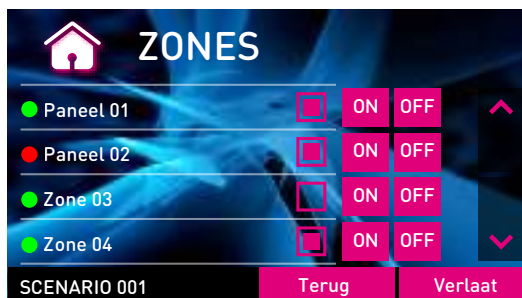 ZONES
Paneel 01 ON OFF
Paneel 02 ON OFF
Zone 03 ON OFF
Zone 04 ON OFF
SCENARIO 001 Terug Verlaat